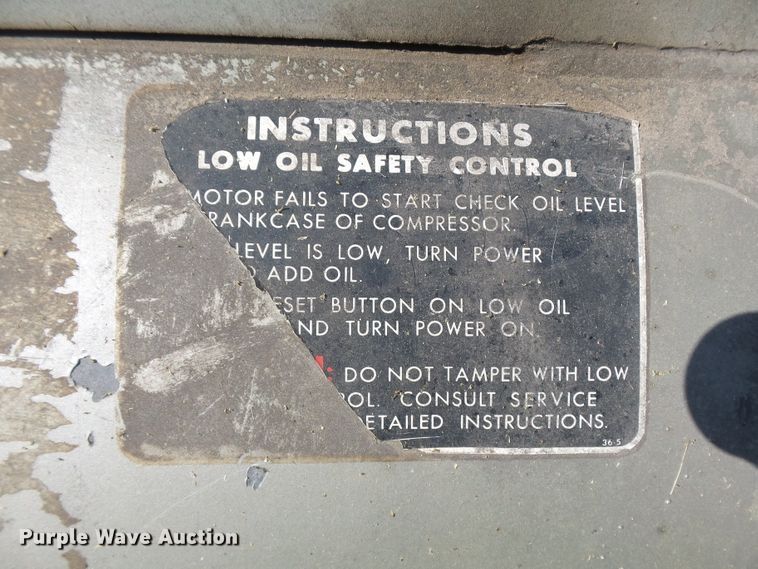 INSTRUCTIONS
LOW OIL SAFETY CONTROL
MOTOR FAILS TO START CHECK OIL LEVEL
RANKCASE OF COMPRESSOR.
LEVEL IS LOW, TURN POWER
D ADD OIL.
ESET BUTTON ON LOW OIL
AND TURN POWER ON.
: DO NOT TAMPER WITH LOW
ROL. CONSULT SERVICE
ETAILED INSTRUCTIONS.
36-5
Purple Wave Auction